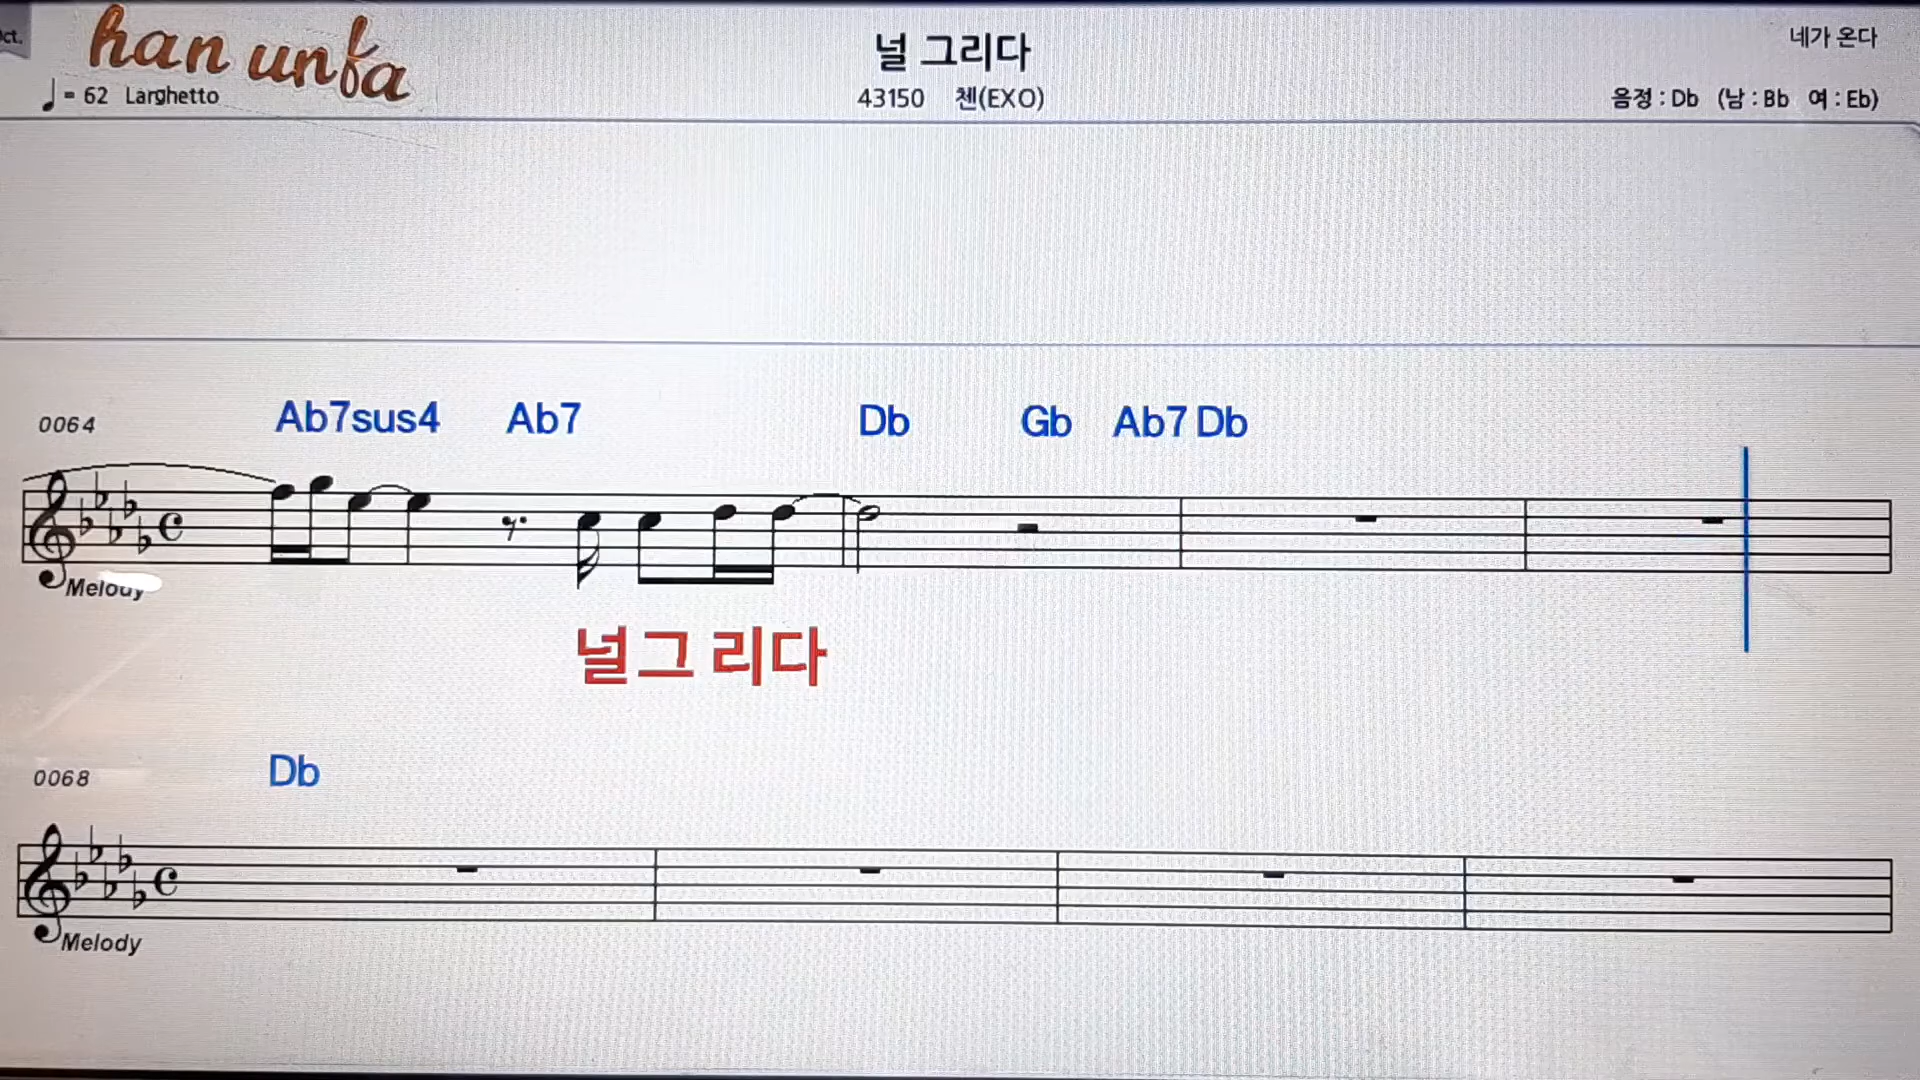 ct.
han unfa
널 그리다
네가 온다
= 62 Larghetto
43150 첸(EXO)
음정 : Db (남 : Bb 여 : Eb)
0064
Ab7sus4 Ab7 Db Gb Ab7 Db
Melody
널그 리다
0068
Db
Melody